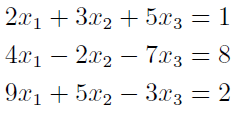 2x₁ + 3x₂ + 5x₃ = 1
4x₁ − 2x₂ − 7x₃ = 8
9x₁ + 5x₂ − 3x₃ = 2